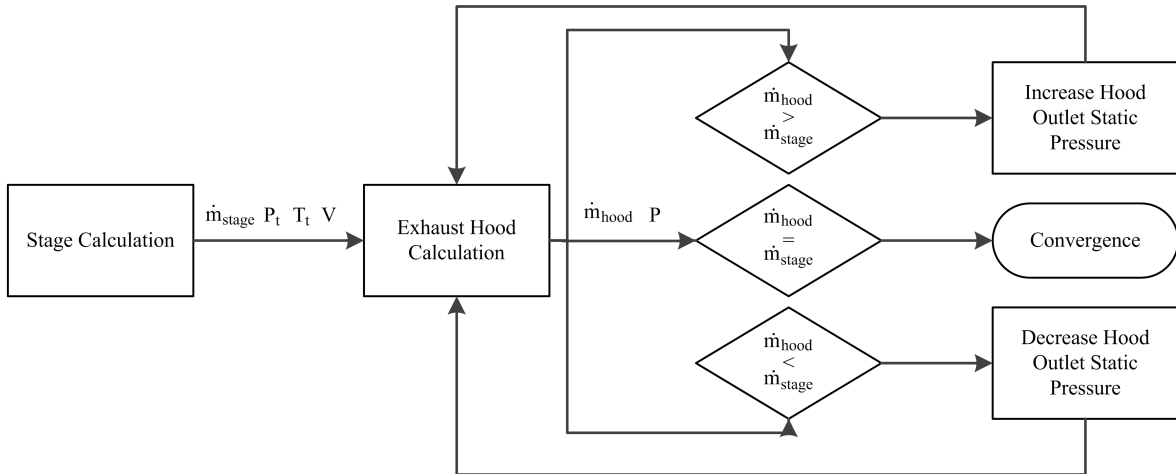 Stage Calculation
ṁstage Pt Tt V
Exhaust Hood
Calculation
ṁhood P
ṁhood
>
ṁstage
Increase Hood
Outlet Static
Pressure
ṁhood
=
ṁstage
Convergence
ṁhood
<
ṁstage
Decrease Hood
Outlet Static
Pressure